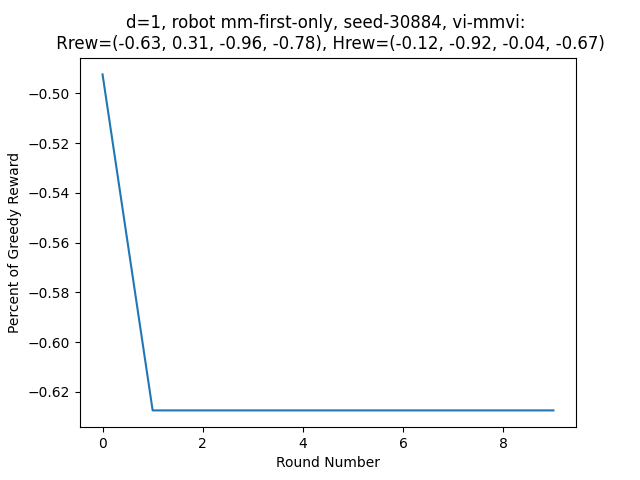 d=1, robot mm-first-only, seed-30884, vi-mmvi:
Rrew=(-0.63, 0.31, -0.96, -0.78), Hrew=(-0.12, -0.92, -0.04, -0.67)
Percent of Greedy Reward
−0.50
−0.52
−0.54
−0.56
−0.58
−0.60
−0.62
0 2 4 6 8
Round Number